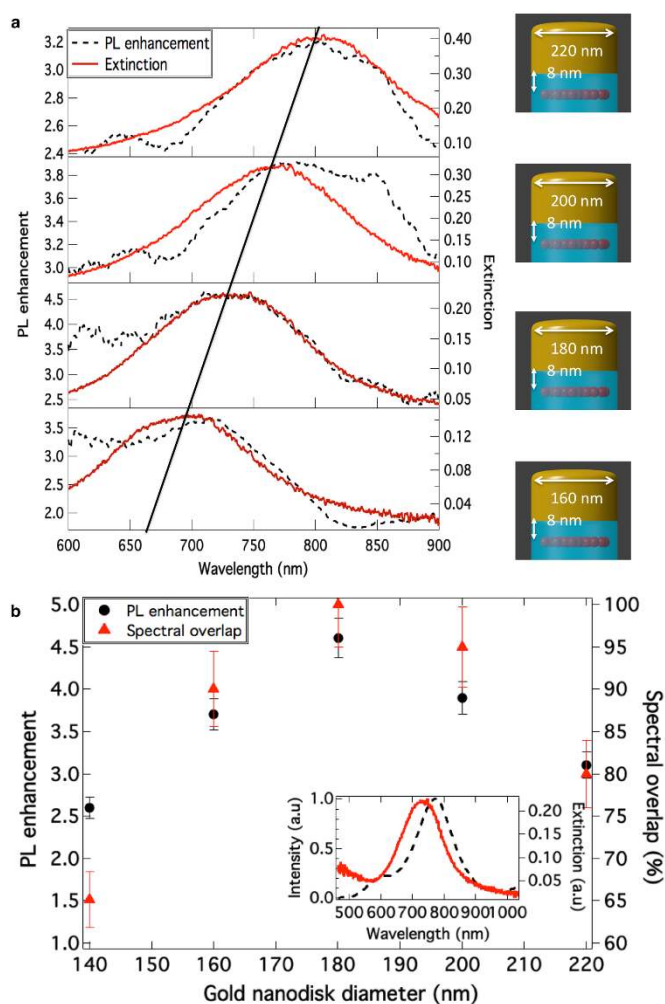 a
PL enhancement
Extinction
3.2
3.0
2.8
2.6
2.4
0.40
0.30
0.20
0.10
220 nm
8 nm
3.8
3.6
3.4
3.2
3.0
0.30
0.25
0.20
0.15
0.10
200 nm
8 nm
PL enhancement
Extinction
4.5
4.0
3.5
3.0
2.5
0.20
0.15
0.10
0.05
180 nm
8 nm
3.5
3.0
2.5
2.0
0.12
0.08
0.04
160 nm
8 nm
600 650 700 750 800 850 900
Wavelength (nm)
b
PL enhancement
Spectral overlap
5.0
4.5
4.0
3.5
3.0
2.5
2.0
1.5
1.0
PL enhancement
100
95
90
85
80
75
70
65
60
Spectral overlap (%)
1.0
0.5
0.0
Intensity (a.u)
0.20
0.15
0.10
0.05
Extinction (a.u)
500 600 700 800 900 1000
Wavelength (nm)
140 150 160 170 180 190 200 210 220
Gold nanodisk diameter (nm)